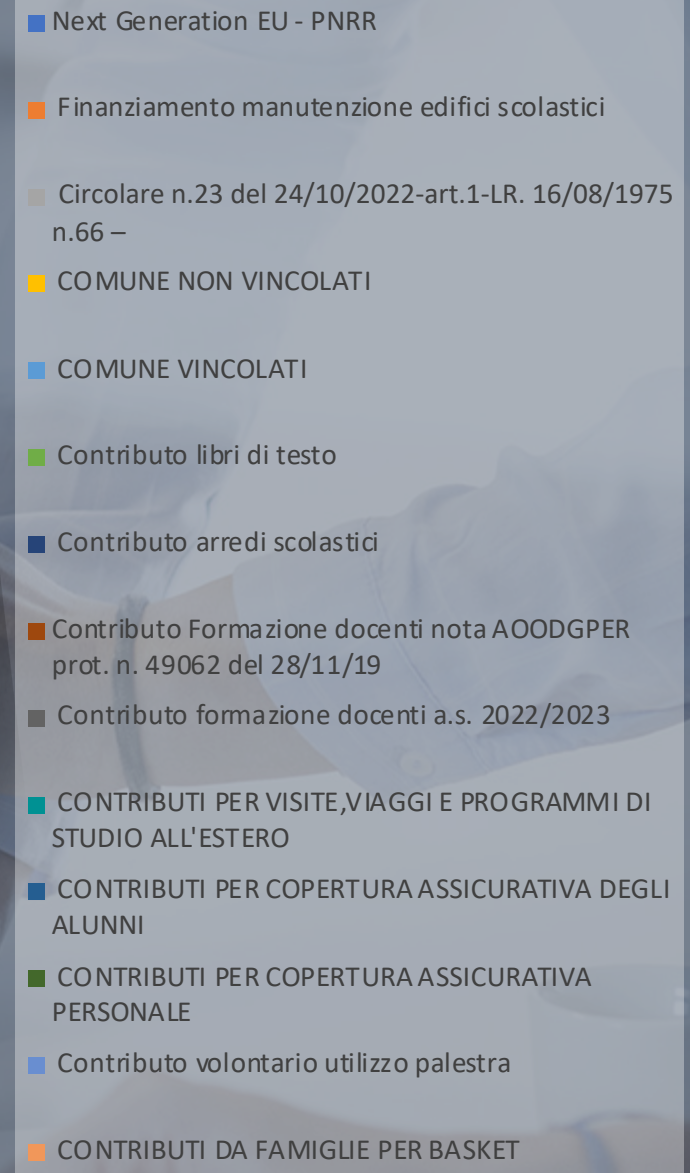 Next Generation EU - PNRR
Finanziamento manutenzione edifici scolastici
Circolare n.23 del 24/10/2022-art.1-LR. 16/08/1975
n.66 –
COMUNE NON VINCOLATI
COMUNE VINCOLATI
Contributo libri di testo
Contributo arredi scolastici
Contributo Formazione docenti nota AOODGPER
prot. n. 49062 del 28/11/19
Contributo formazione docenti a.s. 2022/2023
CONTRIBUTI PER VISITE,VIAGGI E PROGRAMMI DI
STUDIO ALL'ESTERO
CONTRIBUTI PER COPERTURA ASSICURATIVA DEGLI
ALUNNI
CONTRIBUTI PER COPERTURA ASSICURATIVA
PERSONALE
Contributo volontario utilizzo palestra
CONTRIBUTI DA FAMIGLIE PER BASKET